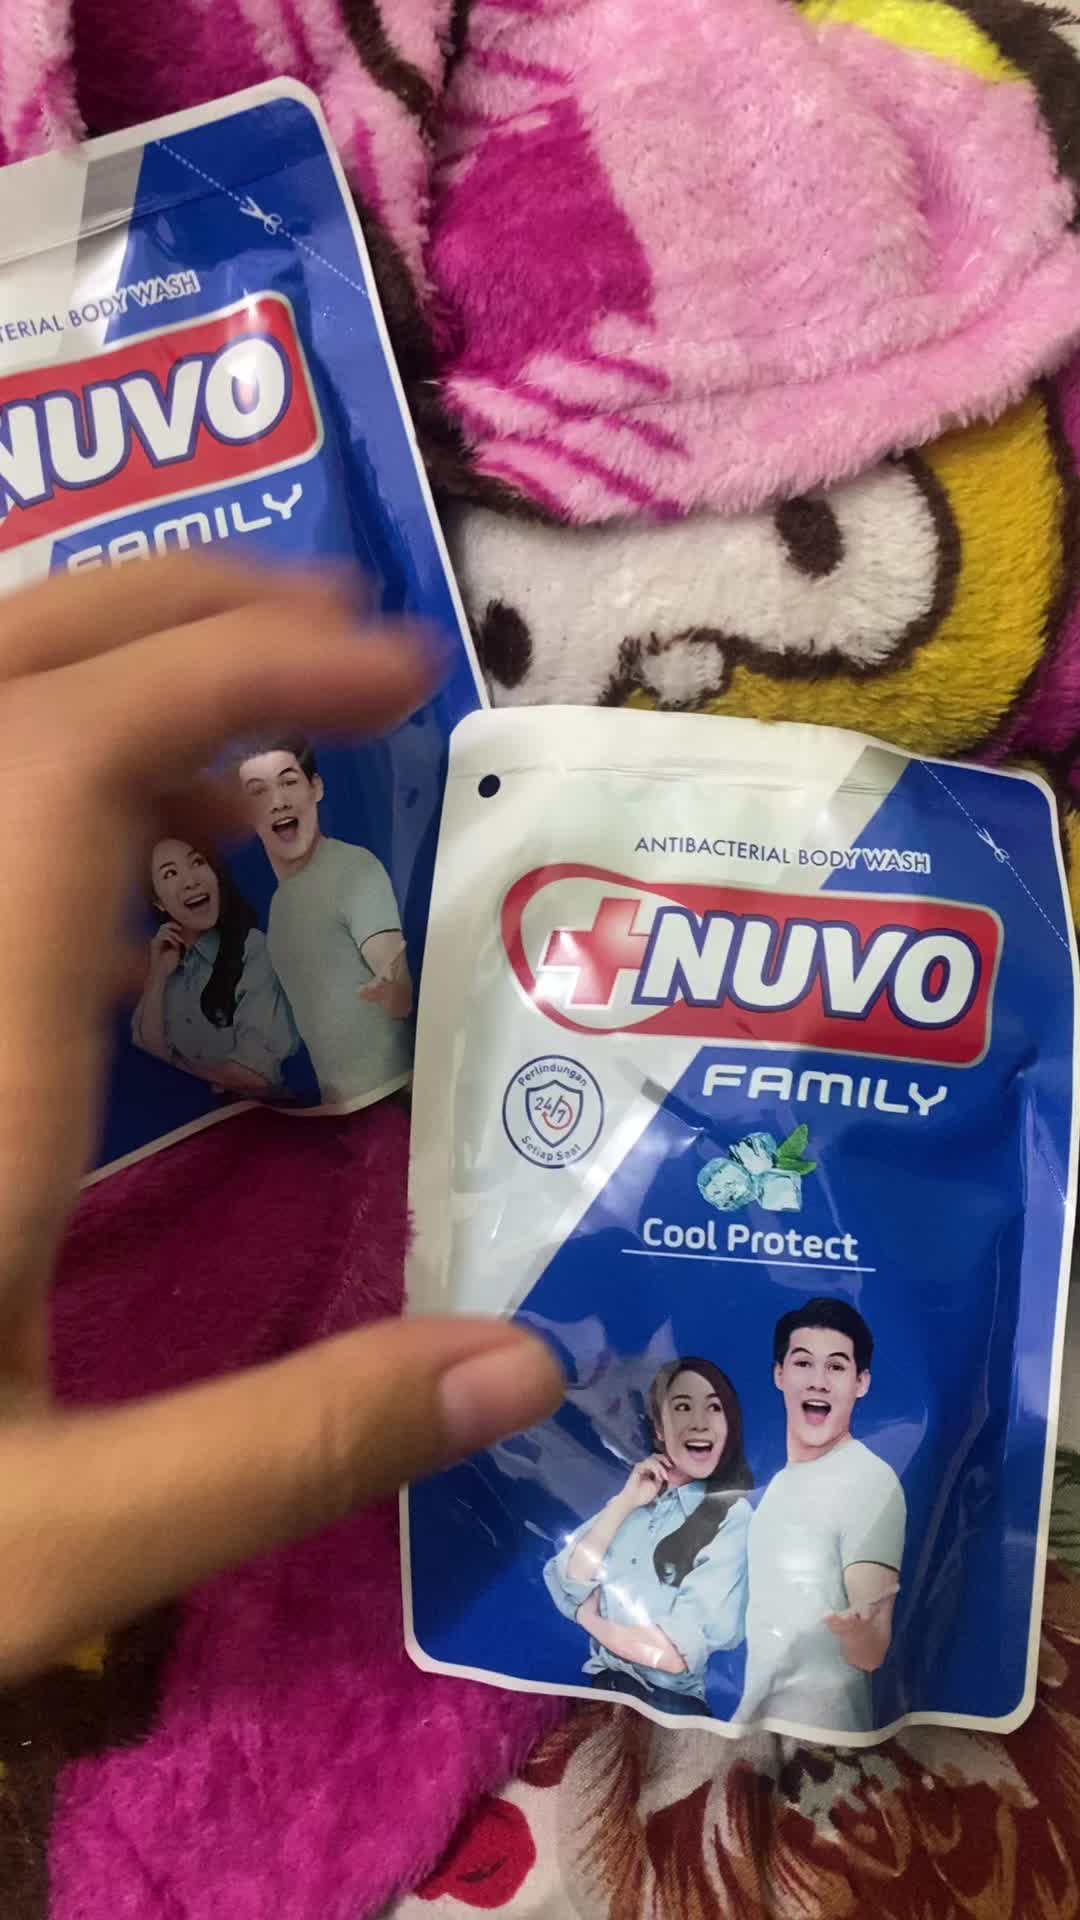 TERIAL BODY WASH
NUVO
FAMILY
ANTIBACTERIAL BODY WASH
NUVO
FAMILY
Perlindungan
24/7
Setiap Saat
Cool Protect